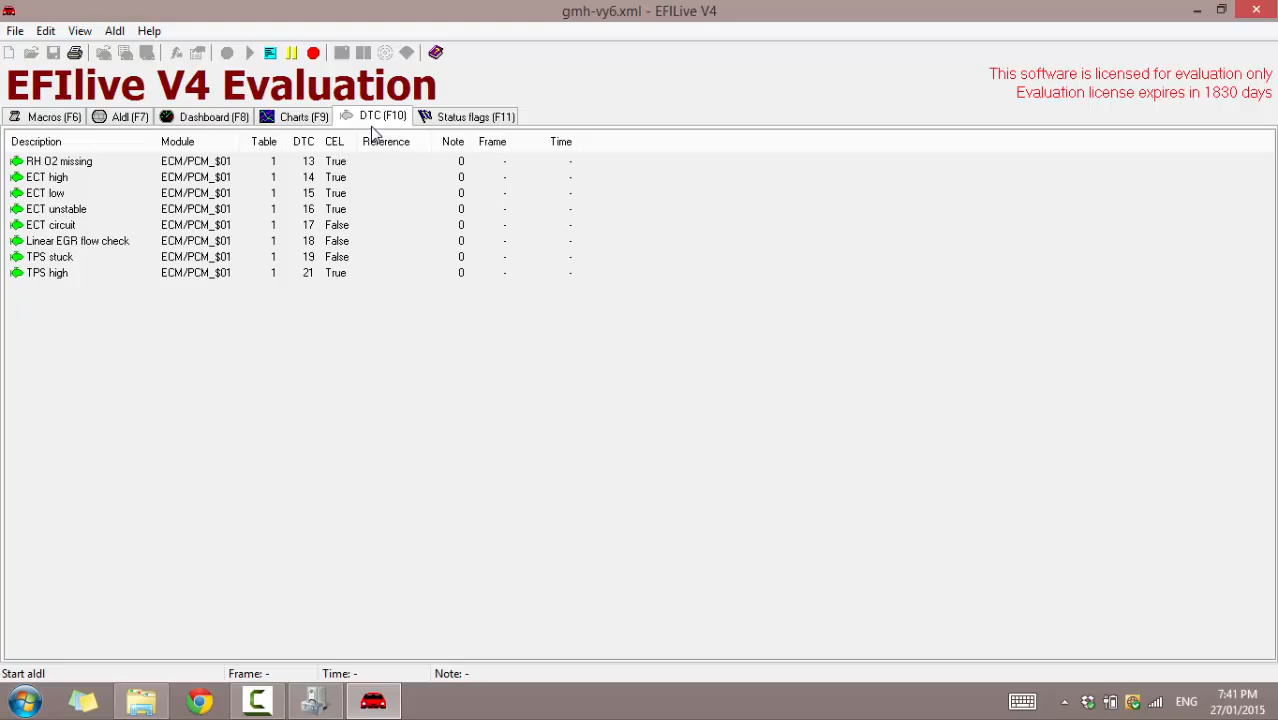 gmh-vy6.xml - EFILive V4
File Edit View Aldl Help
EFIlive V4 Evaluation
This software is licensed for evaluation only
Evaluation license expires in 1830 days
Macros (F6) Aldl (F7) Dashboard (F8) Charts (F9) DTC (F10) Status flags (F11)
Description Module Table DTC CEL Reference Note Frame Time
RH O2 missing ECM/PCM_$01 1 13 True 0 - -
ECT high ECM/PCM_$01 1 14 True 0 - -
ECT low ECM/PCM_$01 1 15 True 0 - -
ECT unstable ECM/PCM_$01 1 16 True 0 - -
ECT circuit ECM/PCM_$01 1 17 False 0 - -
Linear EGR flow check ECM/PCM_$01 1 18 False 0 - -
TPS stuck ECM/PCM_$01 1 19 False 0 - -
TPS high ECM/PCM_$01 1 21 True 0 - -
Start aldl Frame: - Time: - Note: -
ENG
7:41 PM
27/01/2015